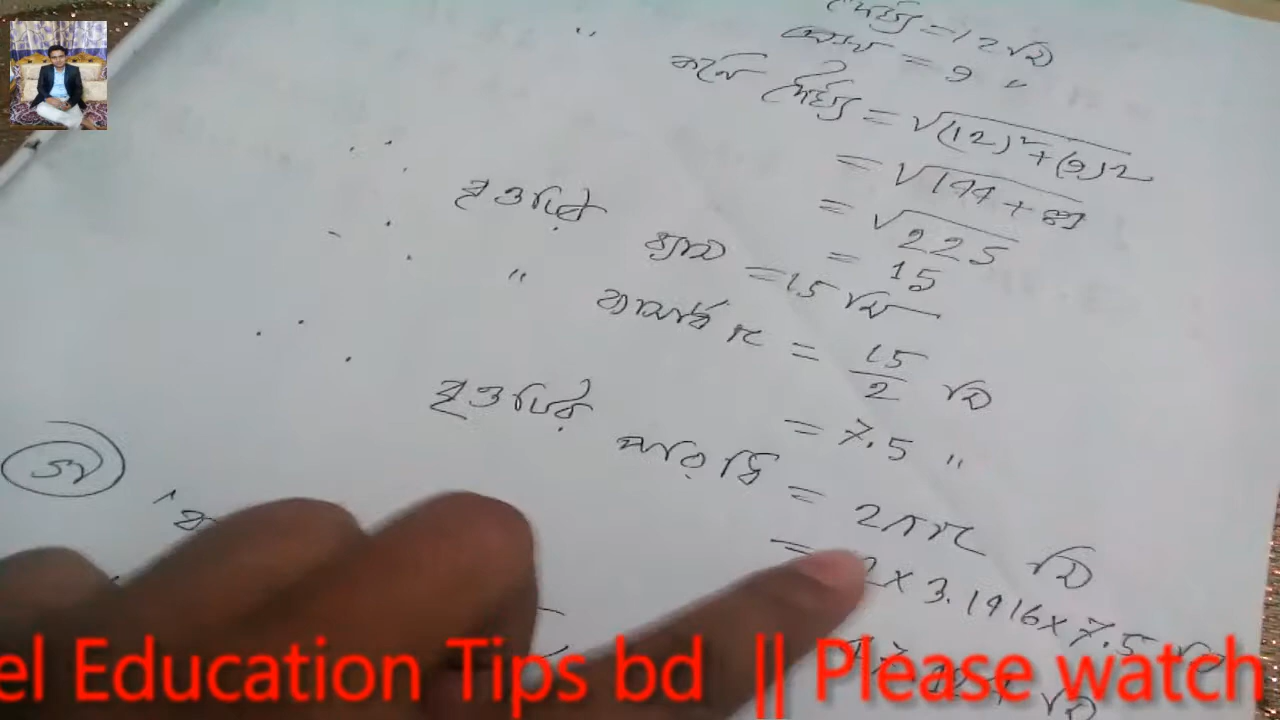 দৈর্ঘ্য = 12 মি
= 9 "
কর্ণের দৈর্ঘ্য = √(12)² + (9)2
= √144 + 81
= √225
= 15
বৃত্তটির ব্যাস = 15 মি
" ব্যাসার্ধ r = 15/2 মি
= 7.5 "
বৃত্তটির পরিধি = 2πr মি
= 2 × 3.1416 × 7.5 মি
মি
el Education Tips bd || Please watch